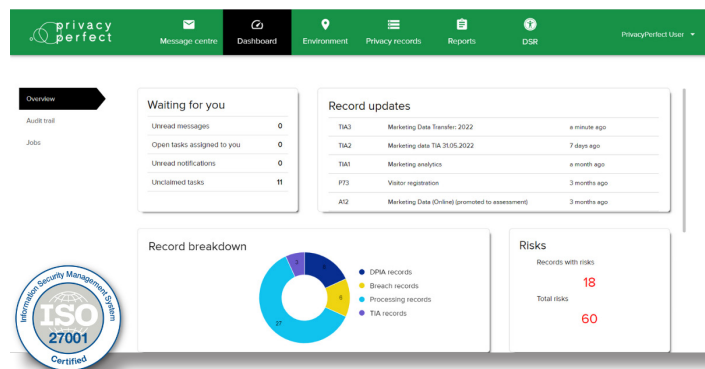 privacy
perfect
Message centre
Dashboard
Environment
Privacy records
Reports
DSR
PrivacyPerfect User
Overview
Audit trail
Jobs
Waiting for you
Unread messages 0
Open tasks assigned to you 0
Unread notifications 0
Unclaimed tasks 11
Record updates
TIA3 Marketing Data Transfer: 2022 a minute ago
TIA2 Marketing data TIA 31.05.2022 7 days ago
TIA1 Marketing analytics a month ago
P73 Visitor registration 3 months ago
A12 Marketing Data (Online) (promoted to assessment) 3 months ago
Record breakdown
6
27
DPIA records
Breach records
Processing records
TIA records
Risks
Records with risks
18
Total risks
60
Information Security Management System
ISO
27001
Certified